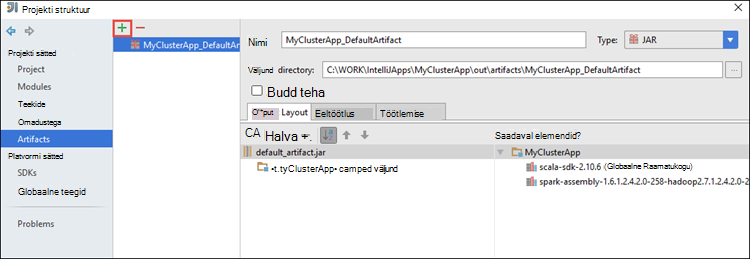 Projekti struktuur
Projekti sätted
Project
Modules
Teekide
Omadustega
Artifacts
Platvormi sätted
SDKs
Globaalne teegid
Problems
MyClusterApp_DefaultArt
Nimi
MyClusterApp_DefaultArtifact
Type:
JAR
Väljund directory:
C:\WORK\IntelliJApps\MyClusterApp\out\artifacts\MyClusterApp_DefaultArtifact
...
Budd teha
O'"put Layout
Eeltöötlus
Töötlemise
CA Halva
default_artifact.jar
•t.tyClusterApp• camped väljund
Saadaval elemendid?
MyClusterApp
scala-sdk-2.10.6 (Globaalne Raamatukogu)
spark-assembly-1.6.1.2.4.2.0-258-hadoop2.7.1.2.4.2.0-2